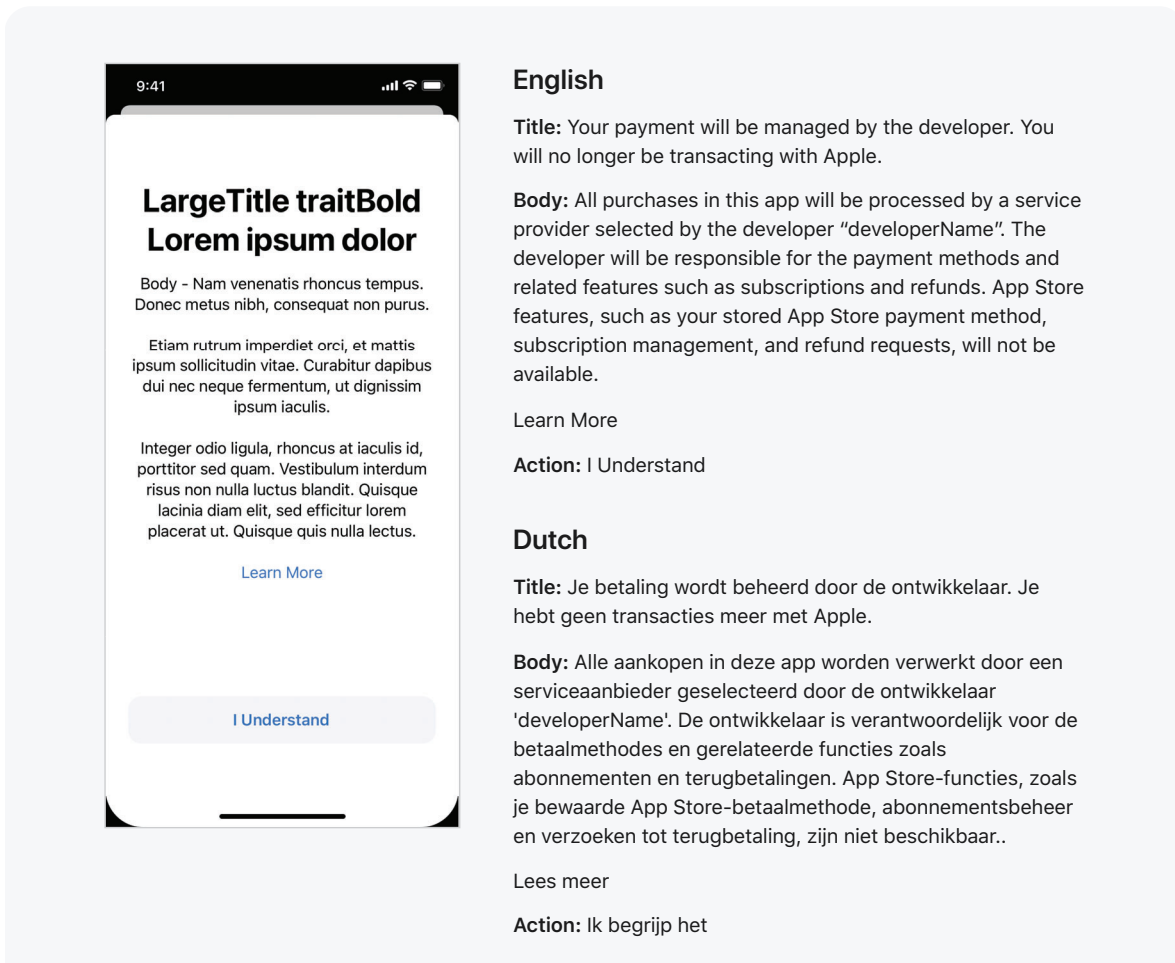 9:41
LargeTitle traitBold
Lorem ipsum dolor
Body - Nam venenatis rhoncus tempus.
Donec metus nibh, consequat non purus.
Etiam rutrum imperdiet orci, et mattis
ipsum sollicitudin vitae. Curabitur dapibus
dui nec neque fermentum, ut dignissim
ipsum iaculis.
Integer odio ligula, rhoncus at iaculis id,
porttitor sed quam. Vestibulum interdum
risus non nulla luctus blandit. Quisque
lacinia diam elit, sed efficitur lorem
placerat ut. Quisque quis nulla lectus.
Learn More
I Understand
English
Title: Your payment will be managed by the developer. You
will no longer be transacting with Apple.
Body: All purchases in this app will be processed by a service
provider selected by the developer “developerName”. The
developer will be responsible for the payment methods and
related features such as subscriptions and refunds. App Store
features, such as your stored App Store payment method,
subscription management, and refund requests, will not be
available.
Learn More
Action: I Understand
Dutch
Title: Je betaling wordt beheerd door de ontwikkelaar. Je
hebt geen transacties meer met Apple.
Body: Alle aankopen in deze app worden verwerkt door een
serviceaanbieder geselecteerd door de ontwikkelaar
'developerName'. De ontwikkelaar is verantwoordelijk voor de
betaalmethodes en gerelateerde functies zoals
abonnementen en terugbetalingen. App Store-functies, zoals
je bewaarde App Store-betaalmethode, abonnementsbeheer
en verzoeken tot terugbetaling, zijn niet beschikbaar..
Lees meer
Action: Ik begrijp het